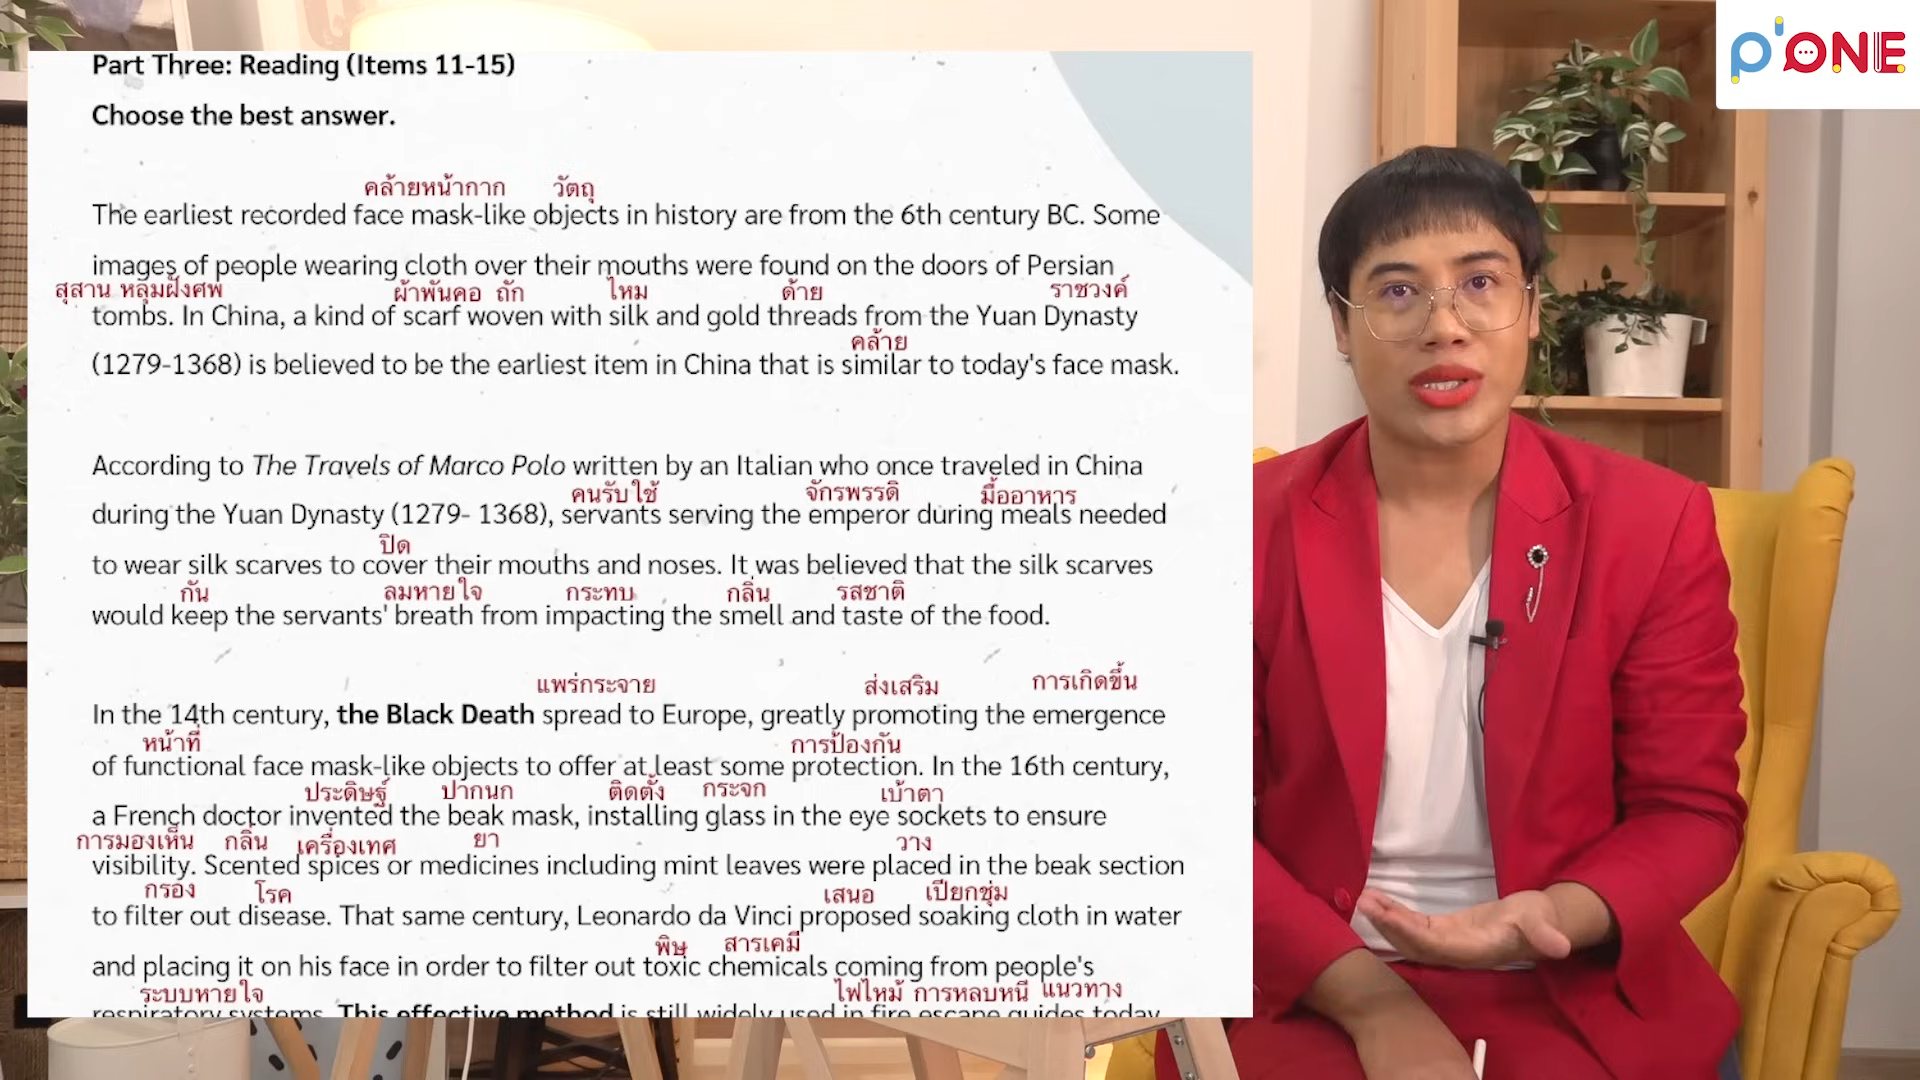 p'ONE
Part Three: Reading (Items 11-15)
Choose the best answer.
คล้ายหน้ากาก วัตถุ
The earliest recorded face mask-like objects in history are from the 6th century BC. Some
images of people wearing cloth over their mouths were found on the doors of Persian
สุสาน หลุมฝังศพ ผ้าพันคอ ถัก ไหม ด้าย ราชวงค์
tombs. In China, a kind of scarf woven with silk and gold threads from the Yuan Dynasty
คล้าย
(1279-1368) is believed to be the earliest item in China that is similar to today's face mask.
According to The Travels of Marco Polo written by an Italian who once traveled in China
คนรับใช้ จักรพรรดิ มื้ออาหาร
during the Yuan Dynasty (1279- 1368), servants serving the emperor during meals needed
ปิด
to wear silk scarves to cover their mouths and noses. It was believed that the silk scarves
กัน ลมหายใจ กระทบ กลิ่น รสชาติ
would keep the servants' breath from impacting the smell and taste of the food.
แพร่กระจาย ส่งเสริม การเกิดขึ้น
In the 14th century, the Black Death spread to Europe, greatly promoting the emergence
หน้าที่ การป้องกัน
of functional face mask-like objects to offer at least some protection. In the 16th century,
ประดิษฐ์ ปากนก ติดตั้ง กระจก เบ้าตา
a French doctor invented the beak mask, installing glass in the eye sockets to ensure
การมองเห็น กลิ่น เครื่องเทศ ยา วาง
visibility. Scented spices or medicines including mint leaves were placed in the beak section
กรอง โรค เสนอ เปียกชุ่ม
to filter out disease. That same century, Leonardo da Vinci proposed soaking cloth in water
พิษ สารเคมี
and placing it on his face in order to filter out toxic chemicals coming from people's
ระบบหายใจ ไฟไหม้ การหลบหนี แนวทาง
respiratory systems. This effective method is still widely used in fire escape guides today.